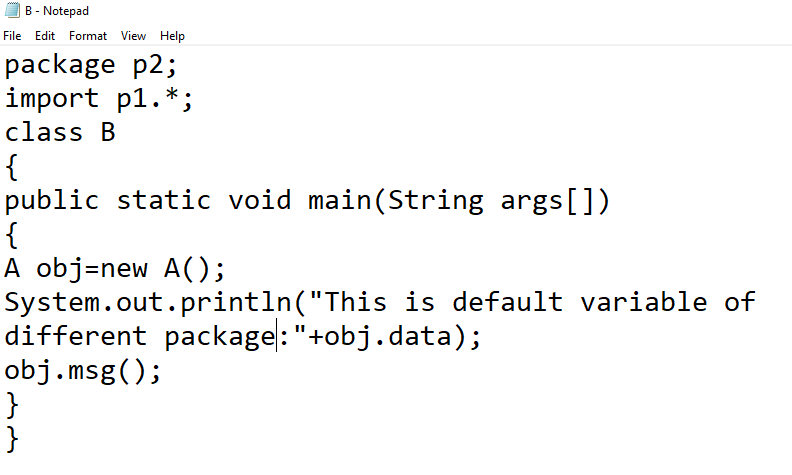 B - Notepad
File Edit Format View Help
package p2;
import p1.*;
class B
{
public static void main(String args[])
{
A obj=new A();
System.out.println("This is default variable of
different package:"+obj.data);
obj.msg();
}
}